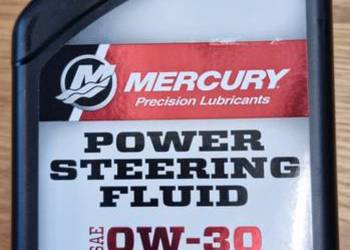 MERCURY
Precision Lubricants
POWER
STEERING
FLUID
SAE 0W-30